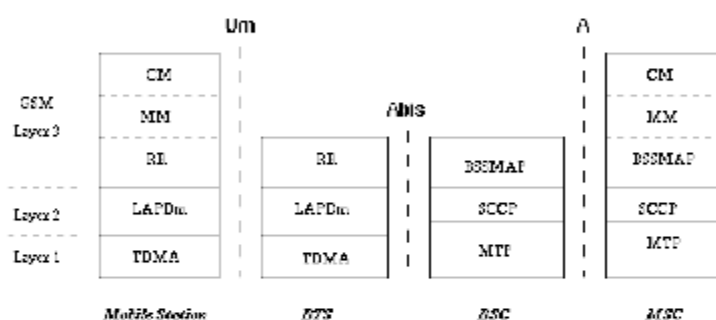 Um
A
Abis
GSM
Layer 3
Layer 2
Layer 1
CM
MM
RR
LAPDm
TDMA
Mobile Station
RR
LAPDm
TDMA
BTS
BSSMAP
SCCP
MTP
BSC
CM
MM
BSSMAP
SCCP
MTP
MSC